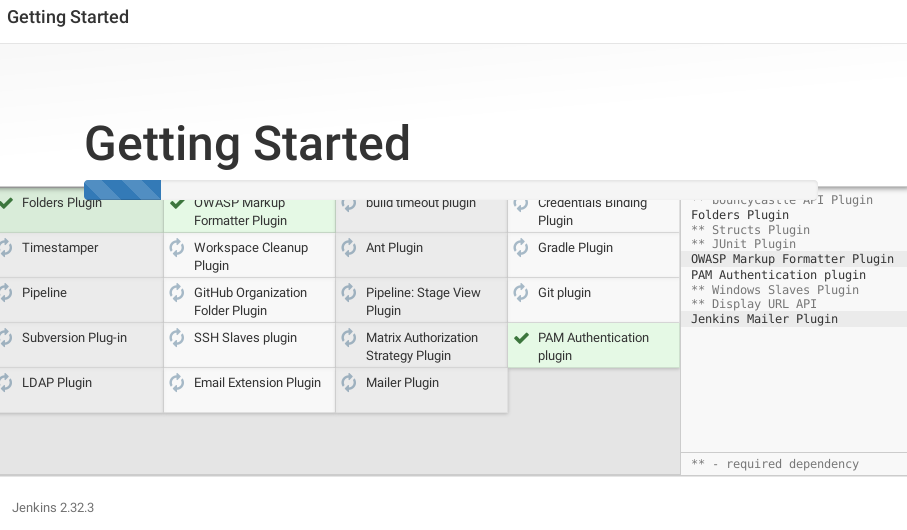 Getting Started
Getting Started
Folders Plugin
OWASP Markup
Formatter Plugin
build timeout plugin
Credentials Binding
Plugin
Timestamper
Workspace Cleanup
Plugin
Ant Plugin
Gradle Plugin
Pipeline
GitHub Organization
Folder Plugin
Pipeline: Stage View
Plugin
Git plugin
Subversion Plug-in
SSH Slaves plugin
Matrix Authorization
Strategy Plugin
PAM Authentication
plugin
LDAP Plugin
Email Extension Plugin
Mailer Plugin
** bouncycastle API Plugin
Folders Plugin
** Structs Plugin
** JUnit Plugin
OWASP Markup Formatter Plugin
PAM Authentication plugin
** Windows Slaves Plugin
** Display URL API
Jenkins Mailer Plugin
** - required dependency
Jenkins 2.32.3